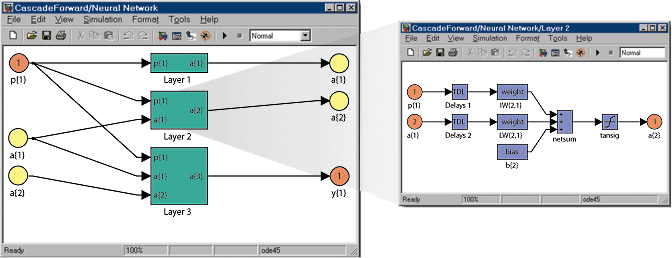 CascadeForward/Neural Network
File Edit View Simulation Format Tools Help
Normal
1
p{1}
p{1} a{1}
Layer 1
a{1}
p{1}
a{1}
a{2}
Layer 2
a{2}
a{1}
a{2}
p{1}
a{1}
a{2}
a{3}
Layer 3
1
y{1}
Ready 100% ode45
CascadeForward/Neural Network/Layer 2
File Edit View Simulation Format Tools Help
Normal
1
p{1}
TDL
Delays 1
weight
IW{2,1}
2
a{1}
TDL
Delays 2
weight
LW{2,1}
bias
b{2}
+
+
+
netsum
tansig
1
a{2}
Ready 100% ode45